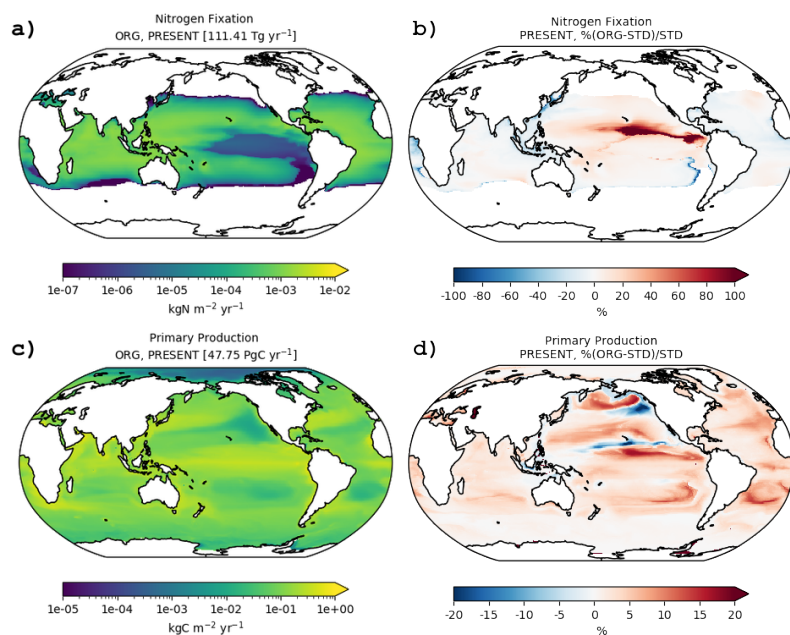 a)
Nitrogen Fixation
ORG, PRESENT [111.41 Tg yr⁻¹]
1e-07 1e-06 1e-05 1e-04 1e-03 1e-02
kgN m⁻² yr⁻¹
b)
Nitrogen Fixation
PRESENT, %(ORG-STD)/STD
-100 -80 -60 -40 -20 0 20 40 60 80 100
%
c)
Primary Production
ORG, PRESENT [47.75 PgC yr⁻¹]
1e-05 1e-04 1e-03 1e-02 1e-01 1e+00
kgC m⁻² yr⁻¹
d)
Primary Production
PRESENT, %(ORG-STD)/STD
-20 -15 -10 -5 0 5 10 15 20
%